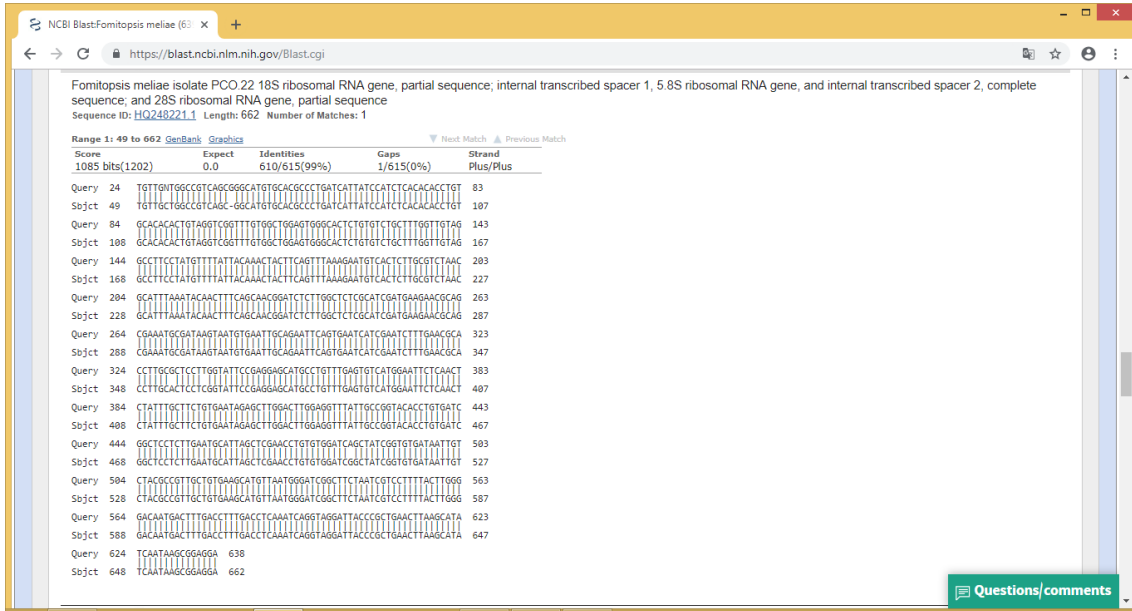 NCBI Blast:Fomitopsis meliae (63
https://blast.ncbi.nlm.nih.gov/Blast.cgi
Fomitopsis meliae isolate PCO.22 18S ribosomal RNA gene, partial sequence; internal transcribed spacer 1, 5.8S ribosomal RNA gene, and internal transcribed spacer 2, complete
sequence; and 28S ribosomal RNA gene, partial sequence
Sequence ID: HQ248221.1 Length: 662 Number of Matches: 1
Range 1: 49 to 662 GenBank Graphics ▼ Next Match ▲ Previous Match
Score Expect Identities Gaps Strand
1085 bits(1202) 0.0 610/615(99%) 1/615(0%) Plus/Plus
Query 24 TGTTGNTGGCCGTCAGCGGGCATGTGCACGCCCTGATCATTATCCATCTCACACACCTGT 83
Sbjct 49 TGTTGCTGGCCGTCAGC-GGCATGTGCACGCCCTGATCATTATCCATCTCACACACCTGT 107
Query 84 GCACACACTGTAGGTCGGTTTGTGGCTGGAGTGGGCACTCTGTGTCTGCTTTGGTTGTAG 143
Sbjct 108 GCACACACTGTAGGTCGGTTTGTGGCTGGAGTGGGCACTCTGTGTCTGCTTTGGTTGTAG 167
Query 144 GCCTTCCTATGTTTTATTACAAACTACTTCAGTTTAAAGAATGTCACTCTTGCGTCTAAC 203
Sbjct 168 GCCTTCCTATGTTTTATTACAAACTACTTCAGTTTAAAGAATGTCACTCTTGCGTCTAAC 227
Query 204 GCATTTAAATACAACTTTCAGCAACGGATCTCTTGGCTCTCGCATCGATGAAGAACGCAG 263
Sbjct 228 GCATTTAAATACAACTTTCAGCAACGGATCTCTTGGCTCTCGCATCGATGAAGAACGCAG 287
Query 264 CGAAATGCGATAAGTAATGTGAATTGCAGAATTCAGTGAATCATCGAATCTTTGAACGCA 323
Sbjct 288 CGAAATGCGATAAGTAATGTGAATTGCAGAATTCAGTGAATCATCGAATCTTTGAACGCA 347
Query 324 CCTTGCGCTCCTTGGTATTCCGAGGAGCATGCCTGTTTGAGTGTCATGGAATTCTCAACT 383
Sbjct 348 CCTTGCACTCCTCGGTATTCCGAGGAGCATGCCTGTTTGAGTGTCATGGAATTCTCAACT 407
Query 384 CTATTTGCTTCTGTGAATAGAGCTTGGACTTGGAGGTTTATTGCCGGTACACCTGTGATC 443
Sbjct 408 CTATTTGCTTCTGTGAATAGAGCTTGGACTTGGAGGTTTATTGCCGGTACACCTGTGATC 467
Query 444 GGCTCCTCTTGAATGCATTAGCTCGAACCTGTGTGGATCAGCTATCGGTGTGATAATTGT 503
Sbjct 468 GGCTCCTCTTGAATGCATTAGCTCGAACCTGTGTGGATCGGCTATCGGTGTGATAATTGT 527
Query 504 CTACGCCGTTGCTGTGAAGCATGTTAATGGGATCGGCTTCTAATCGTCCTTTTACTTGGG 563
Sbjct 528 CTACGCCGTTGCTGTGAAGCATGTTAATGGGATCGGCTTCTAATCGTCCTTTTACTTGGG 587
Query 564 GACAATGACTTTGACCTTTGACCTCAAATCAGGTAGGATTACCCGCTGAACTTAAGCATA 623
Sbjct 588 GACAATGACTTTGACCTTTGACCTCAAATCAGGTAGGATTACCCGCTGAACTTAAGCATA 647
Query 624 TCAATAAGCGGAGGA 638
Sbjct 648 TCAATAAGCGGAGGA 662
Questions/comments